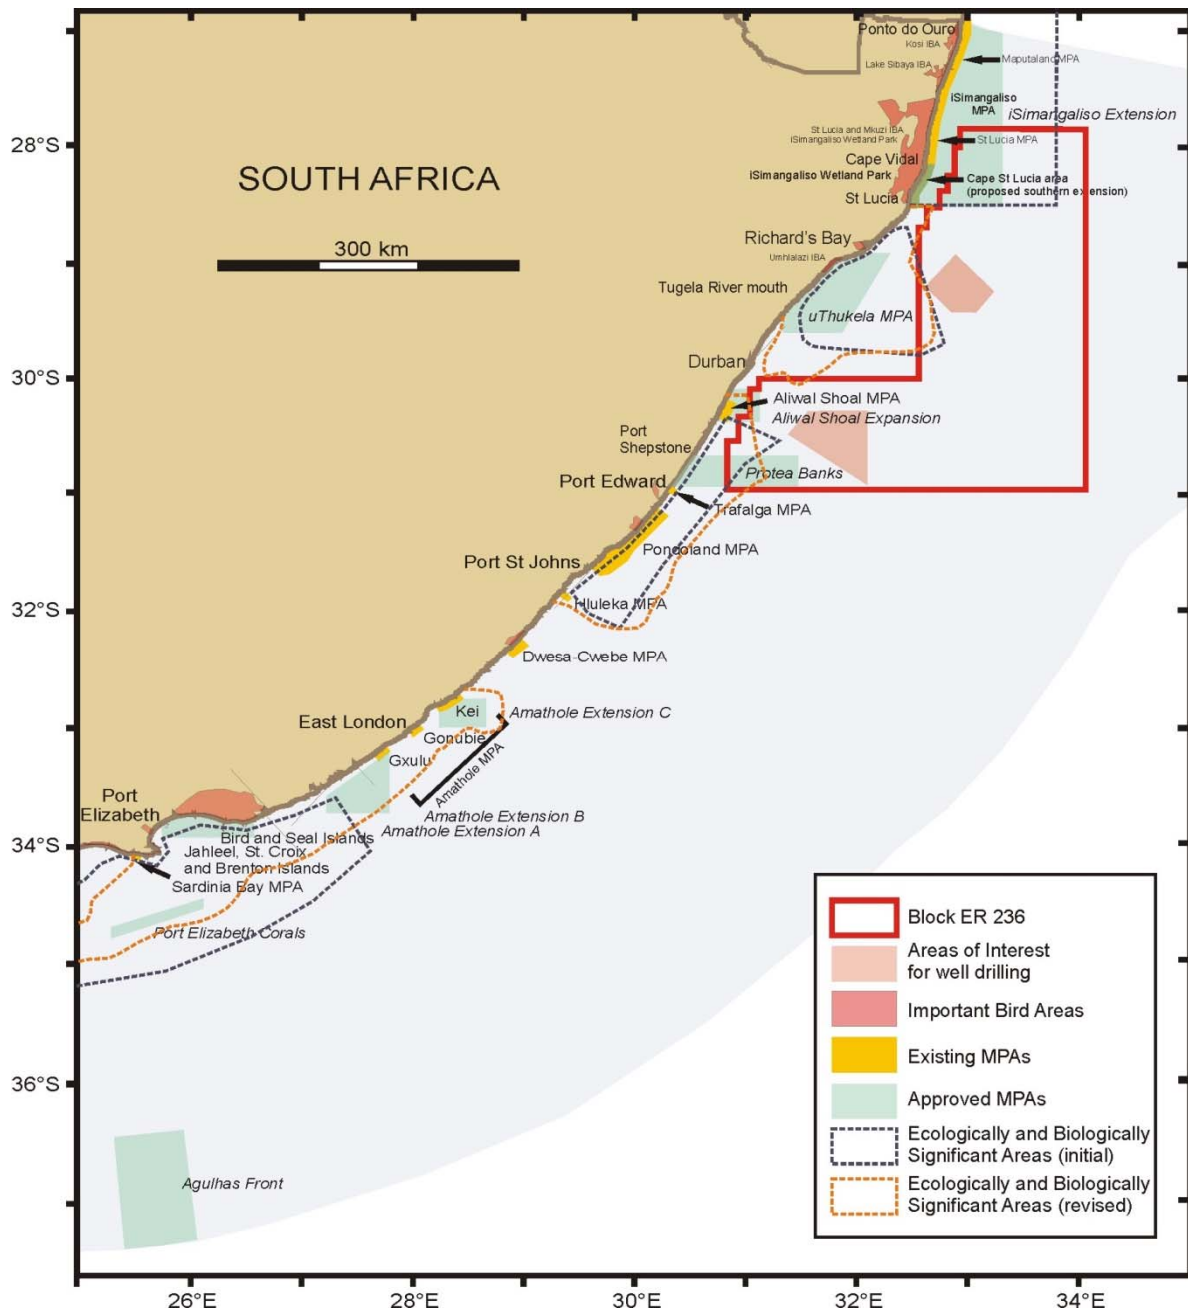 Ponto do Ouro
Kosi IBA
Lake Sibaya IBA
Maputaland MPA
iSimangaliso
MPA
iSimangaliso Extension
St Lucia and Mkuzi IBA
iSimangaliso Wetland Park
St Lucia MPA
28°S
Cape Vidal
iSimangaliso Wetland Park
Cape St Lucia area
(proposed southern extension)
SOUTH AFRICA
St Lucia
300 km
Richard's Bay
Umhlalazi IBA
Tugela River mouth
uThukela MPA
Durban
30°S
Aliwal Shoal MPA
Aliwal Shoal Expansion
Port
Shepstone
Protea Banks
Port Edward
Trafalga MPA
Pondoland MPA
Port St Johns
32°S
Hluleka MPA
Dwesa-Cwebe MPA
Kei
Amathole Extension C
East London
Gonubie
Gxulu
Amathole MPA
Port
Elizabeth
Amathole Extension B
Amathole Extension A
34°S
Bird and Seal Islands
Jahleel, St. Croix
and Brenton Islands
Sardinia Bay MPA
Port Elizabeth Corals
Block ER 236
Areas of Interest
for well drilling
Important Bird Areas
Existing MPAs
36°S
Approved MPAs
Ecologically and Biologically
Significant Areas (initial)
Ecologically and Biologically
Significant Areas (revised)
Agulhas Front
26°E
28°E
30°E
32°E
34°E